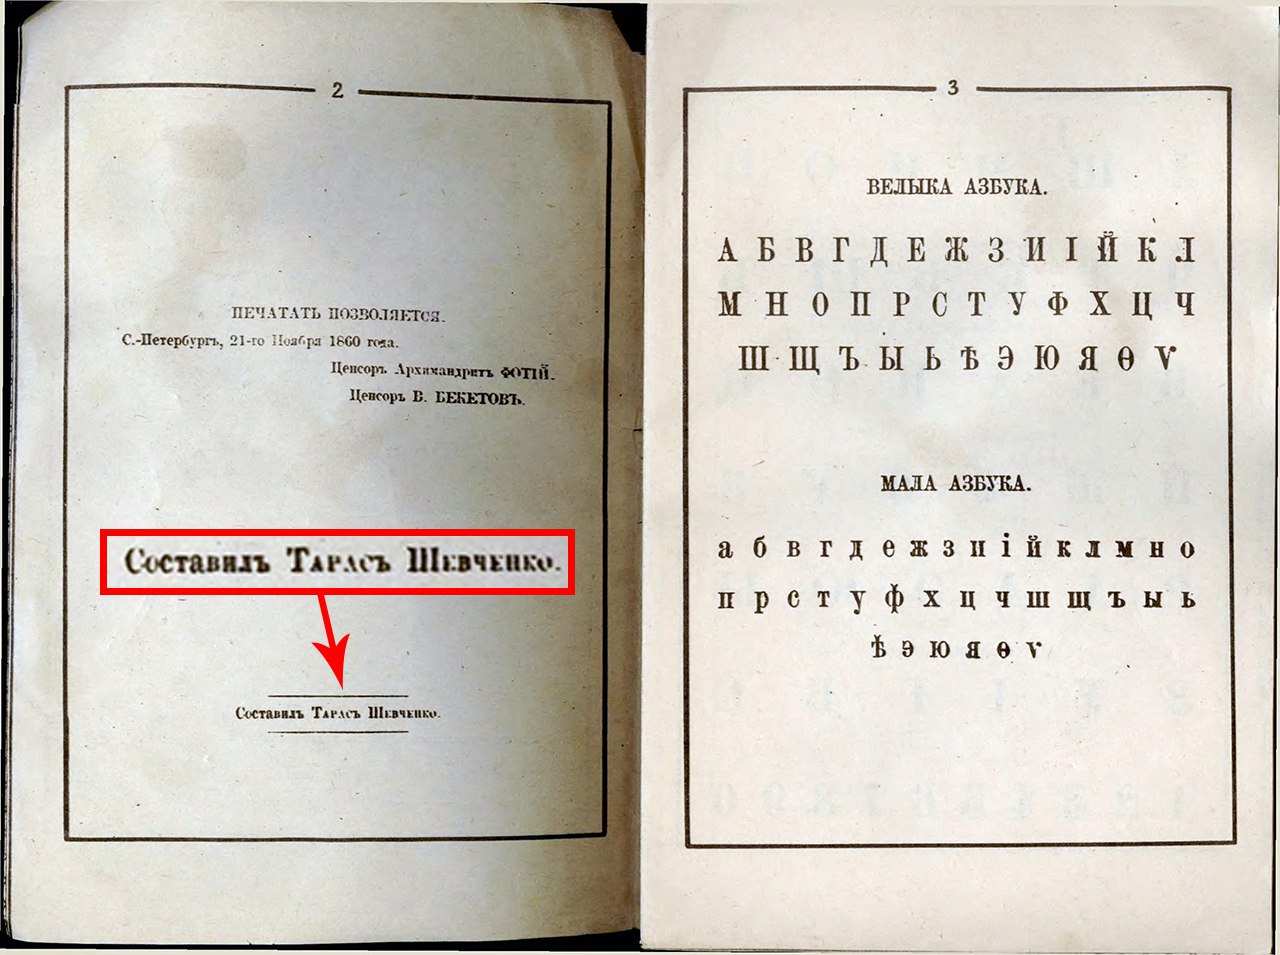 2
ПЕЧАТАТЬ ПОЗВОЛЯЕТСЯ.
С.-Петербургъ, 21-го Ноября 1860 года.
Цензоръ Архимандритъ ФОТІЙ.
Цензоръ В. БЕКЕТОВЪ.
Составилъ Тарасъ Шевченко.
Составилъ Тарасъ Шевченко.
3
ВЕЛЫКА АЗБУКА.
А Б В Г Д Е Ж З И І Й К Л
М Н О П Р С Т У Ф Х Ц Ч
Ш Щ Ъ Ы Ь Ѣ Э Ю Я Ѳ Ѵ
МАЛА АЗБУКА.
а б в г д е ж з и і й к л м н о
п р с т у ф х ц ч ш щ ъ ы ь
ѣ э ю я ѳ ѵ